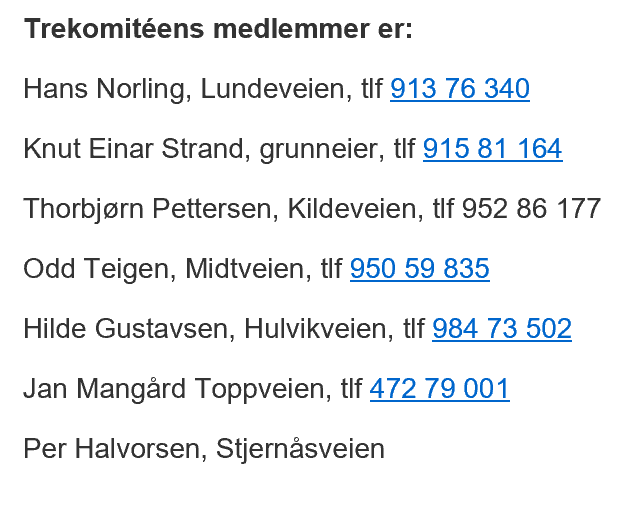 Trekomitéens medlemmer er:
Hans Norling, Lundeveien, tlf 913 76 340
Knut Einar Strand, grunneier, tlf 915 81 164
Thorbjørn Pettersen, Kildeveien, tlf 952 86 177
Odd Teigen, Midtveien, tlf 950 59 835
Hilde Gustavsen, Hulvikveien, tlf 984 73 502
Jan Mangård Toppveien, tlf 472 79 001
Per Halvorsen, Stjernåsveien